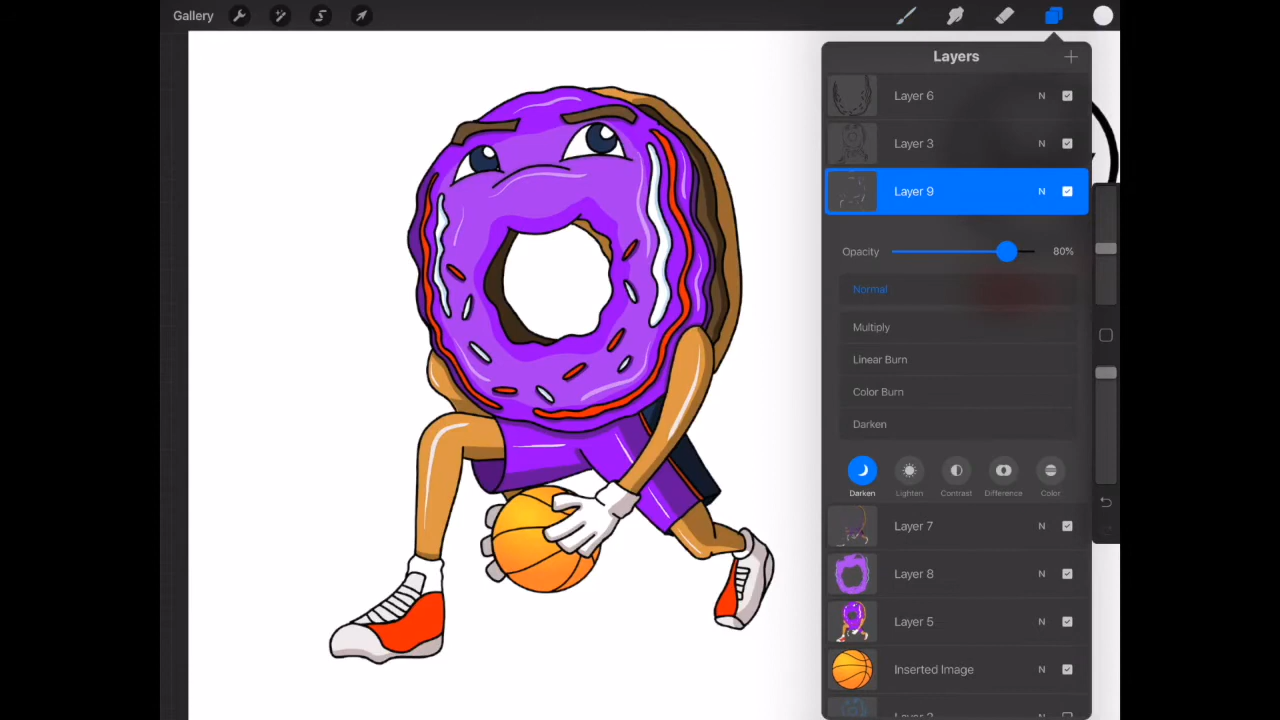 Gallery
Layers
Layer 6 N
Layer 3 N
Layer 9 N
Opacity 80%
Normal
Multiply
Linear Burn
Color Burn
Darken
Darken Lighten Contrast Difference Color
Layer 7 N
Layer 8 N
Layer 5 N
Inserted Image N